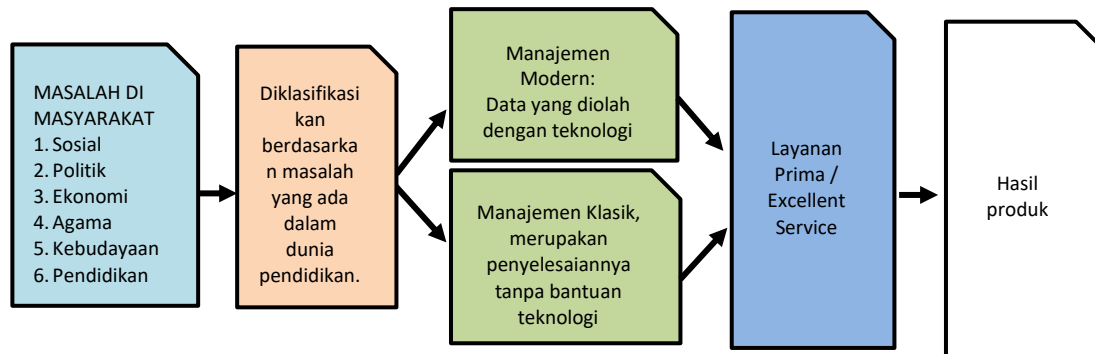 MASALAH DI
MASYARAKAT
1. Sosial
2. Politik
3. Ekonomi
4. Agama
5. Kebudayaan
6. Pendidikan
Diklasifikasi
kan
berdasarka
n masalah
yang ada
dalam
dunia
pendidikan.
Manajemen
Modern:
Data yang diolah
dengan teknologi
Manajemen Klasik,
merupakan
penyelesaiannya
tanpa bantuan
teknologi
Layanan
Prima /
Excellent
Service
Hasil
produk